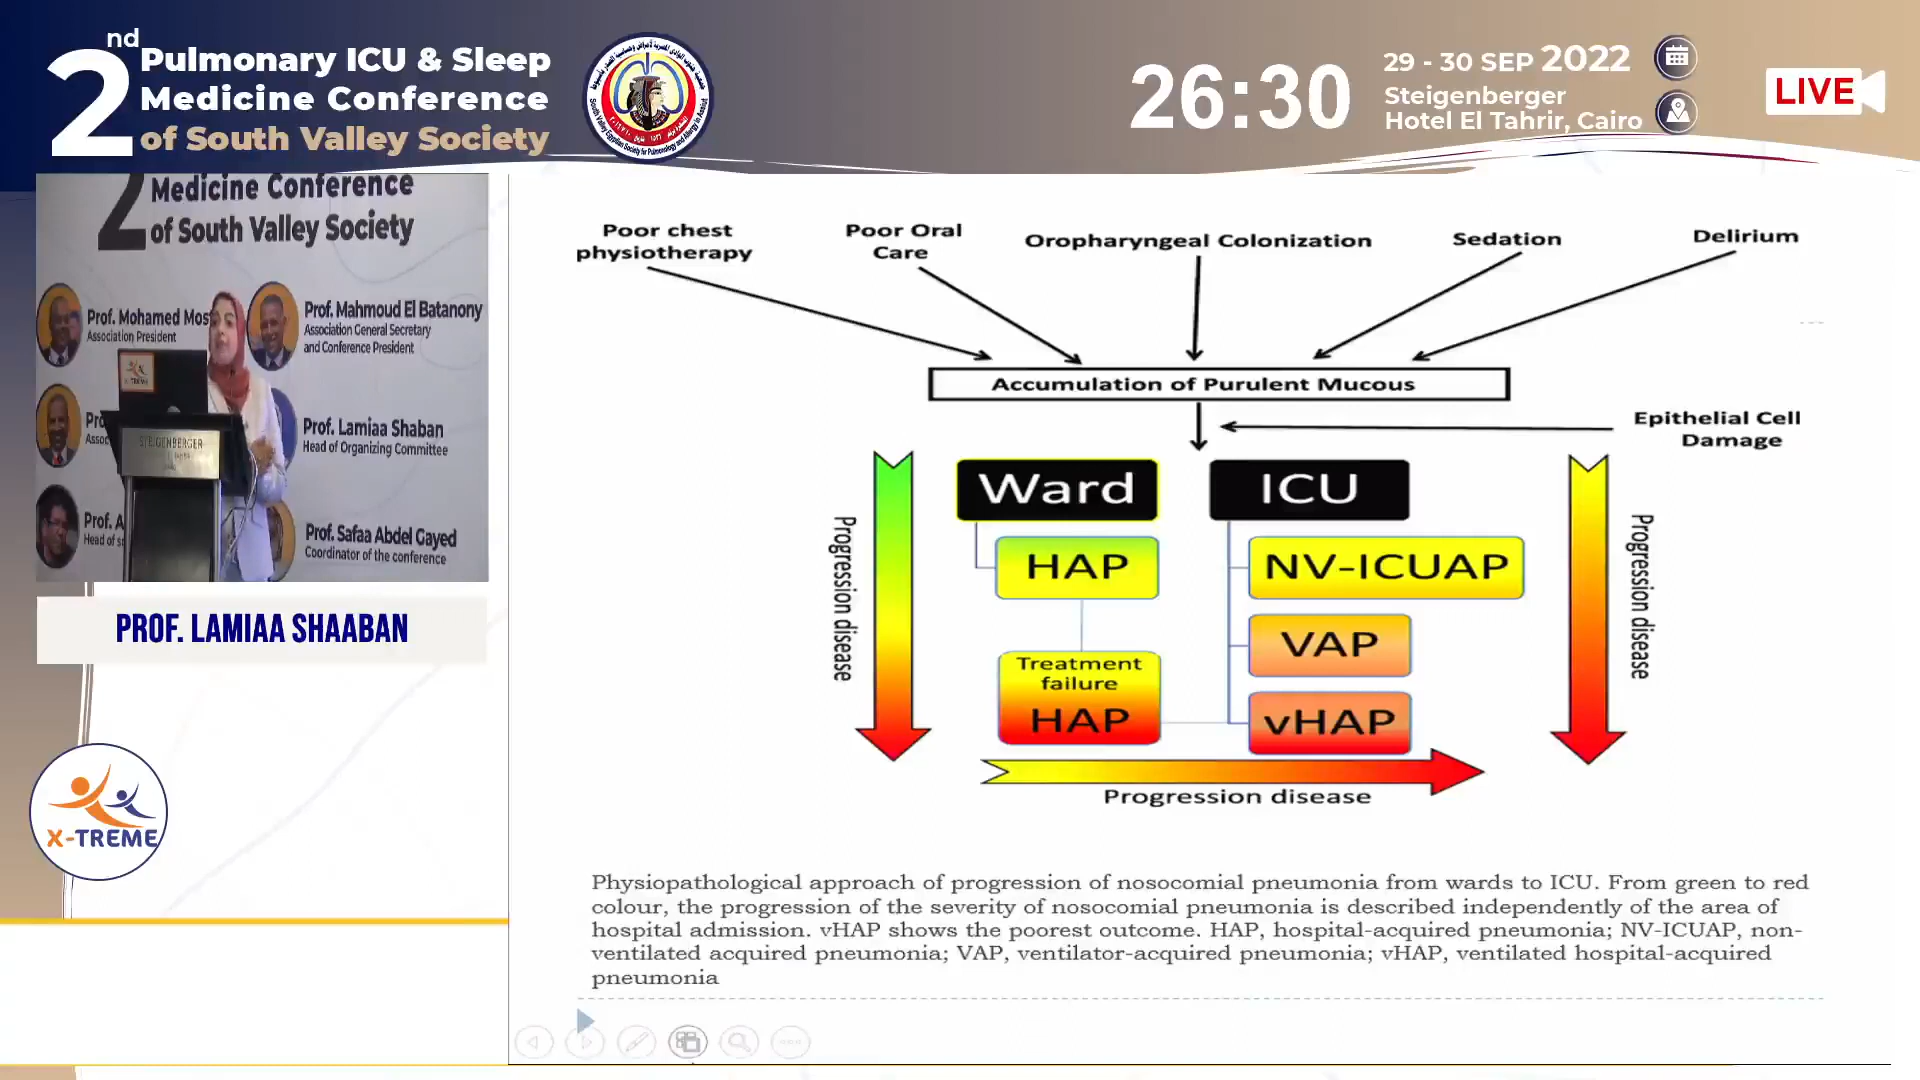 2nd
Pulmonary ICU & Sleep
Medicine Conference
of South Valley Society
26:30
29 - 30 SEP 2022
Steigenberger
Hotel El Tahrir, Cairo
LIVE
2
Medicine Conference
of South Valley Society
Prof. Mohamed Mos
Association President
Prof. Mahmoud El Batanony
Association General Secretary
and Conference President
Prof. Lamiaa Shaban
Head of Organizing Committee
Prof. A
Head of s
Prof. Safaa Abdel Gayed
Coordinator of the conference
STEIGENBERGER
PROF. LAMIAA SHAABAN
X-TREME
Poor chest
physiotherapy
Poor Oral
Care
Oropharyngeal Colonization
Sedation
Delirium
Accumulation of Purulent Mucous
Epithelial Cell
Damage
Ward
ICU
HAP
NV-ICUAP
VAP
Treatment
failure
HAP
vHAP
Progression disease
Progression disease
Progression disease
Physiopathological approach of progression of nosocomial pneumonia from wards to ICU. From green to red
colour, the progression of the severity of nosocomial pneumonia is described independently of the area of
hospital admission. vHAP shows the poorest outcome. HAP, hospital-acquired pneumonia; NV-ICUAP, non-
ventilated acquired pneumonia; VAP, ventilator-acquired pneumonia; vHAP, ventilated hospital-acquired
pneumonia